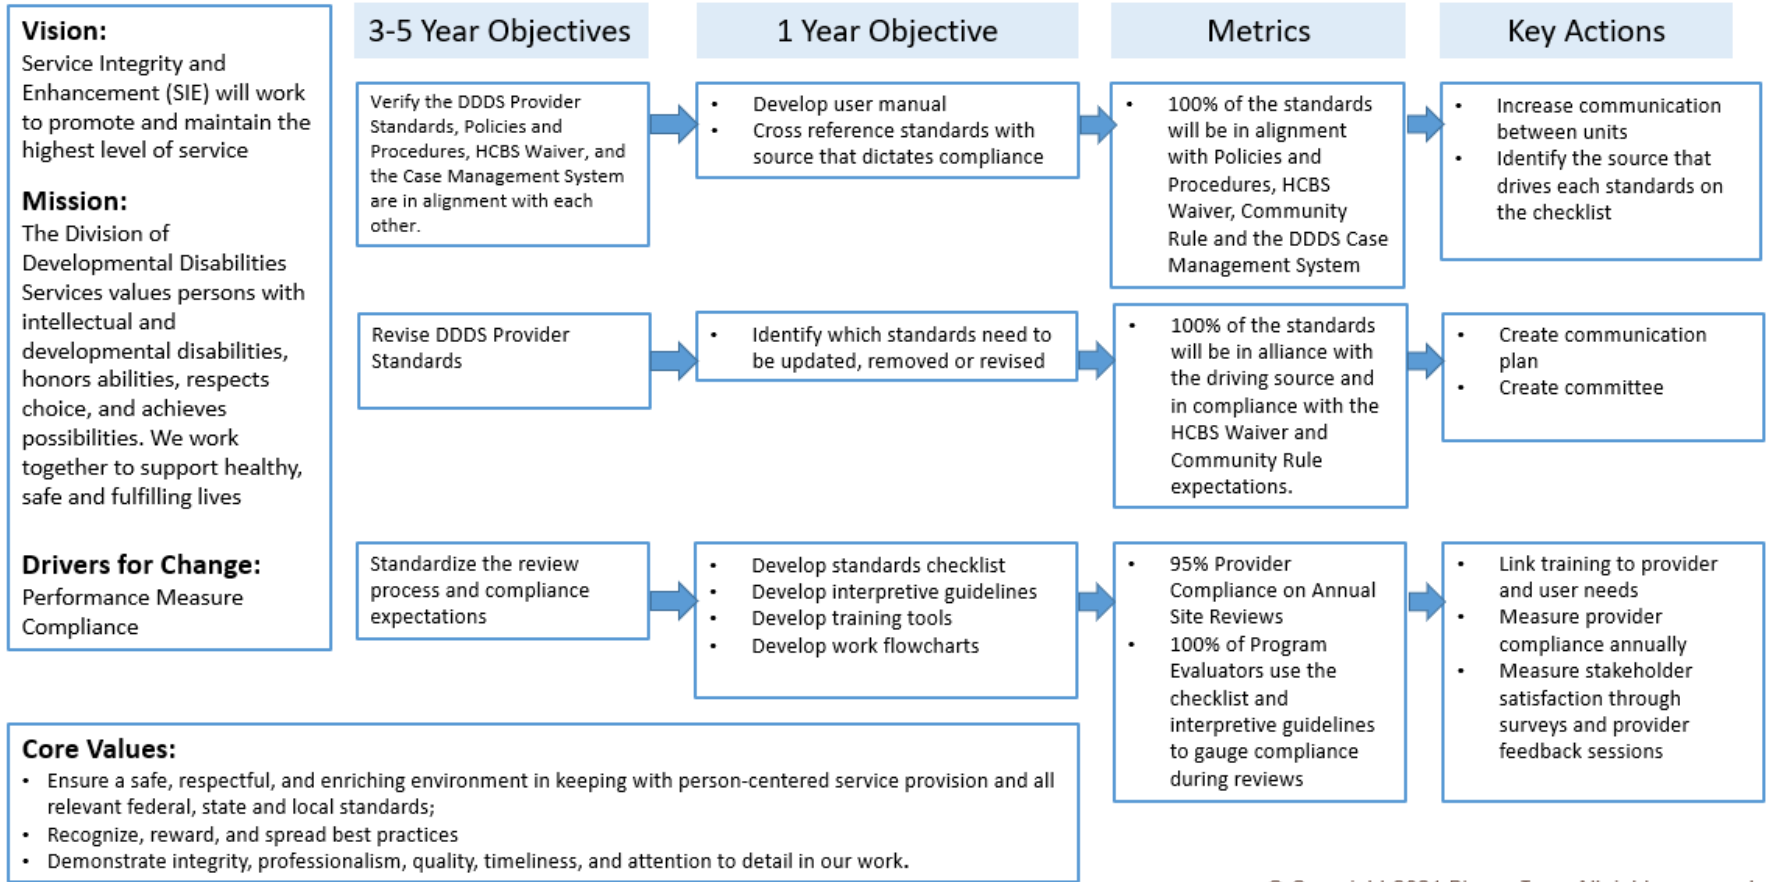 Vision:
Service Integrity and
Enhancement (SIE) will work
to promote and maintain the
highest level of service
Mission:
The Division of
Developmental Disabilities
Services values persons with
intellectual and
developmental disabilities,
honors abilities, respects
choice, and achieves
possibilities. We work
together to support healthy,
safe and fulfilling lives
Drivers for Change:
Performance Measure
Compliance
3-5 Year Objectives
1 Year Objective
Metrics
Key Actions
Verify the DDDS Provider
Standards, Policies and
Procedures, HCBS Waiver, and
the Case Management System
are in alignment with each
other.
• Develop user manual
• Cross reference standards with
source that dictates compliance
• 100% of the standards
will be in alignment
with Policies and
Procedures, HCBS
Waiver, Community
Rule and the DDDS Case
Management System
• Increase communication
between units
• Identify the source that
drives each standards on
the checklist
Revise DDDS Provider
Standards
• Identify which standards need to
be updated, removed or revised
• 100% of the standards
will be in alliance with
the driving source and
in compliance with the
HCBS Waiver and
Community Rule
expectations.
• Create communication
plan
• Create committee
Standardize the review
process and compliance
expectations
• Develop standards checklist
• Develop interpretive guidelines
• Develop training tools
• Develop work flowcharts
• 95% Provider
Compliance on Annual
Site Reviews
• 100% of Program
Evaluators use the
checklist and
interpretive guidelines
to gauge compliance
during reviews
• Link training to provider
and user needs
• Measure provider
compliance annually
• Measure stakeholder
satisfaction through
surveys and provider
feedback sessions
Core Values:
• Ensure a safe, respectful, and enriching environment in keeping with person-centered service provision and all
relevant federal, state and local standards;
• Recognize, reward, and spread best practices
• Demonstrate integrity, professionalism, quality, timeliness, and attention to detail in our work.